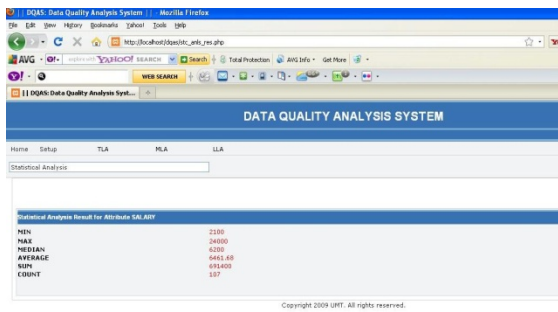 || DQAS: Data Quality Analysis System || - Mozilla Firefox
File Edit View History Bookmarks Yahoo! Tools Help
http://localhost/dqas/stc_anls_res.php
AVG YAHOO! SEARCH Search Total Protection AVG Info Get More
WEB SEARCH
|| DQAS: Data Quality Analysis Syst...
DATA QUALITY ANALYSIS SYSTEM
Home Setup TLA MLA LLA
Statistical Analysis
Statistical Analysis Result for Attribute SALARY
MIN 2100
MAX 24000
MEDIAN 6200
AVERAGE 6461.68
SUM 691400
COUNT 107
Copyright 2009 UMT. All rights reserved.